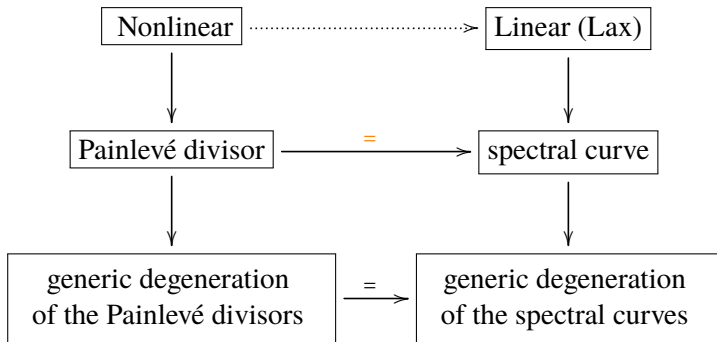 Nonlinear
Linear (Lax)
Painlevé divisor
=
spectral curve
generic degeneration
of the Painlevé divisors
=
generic degeneration
of the spectral curves